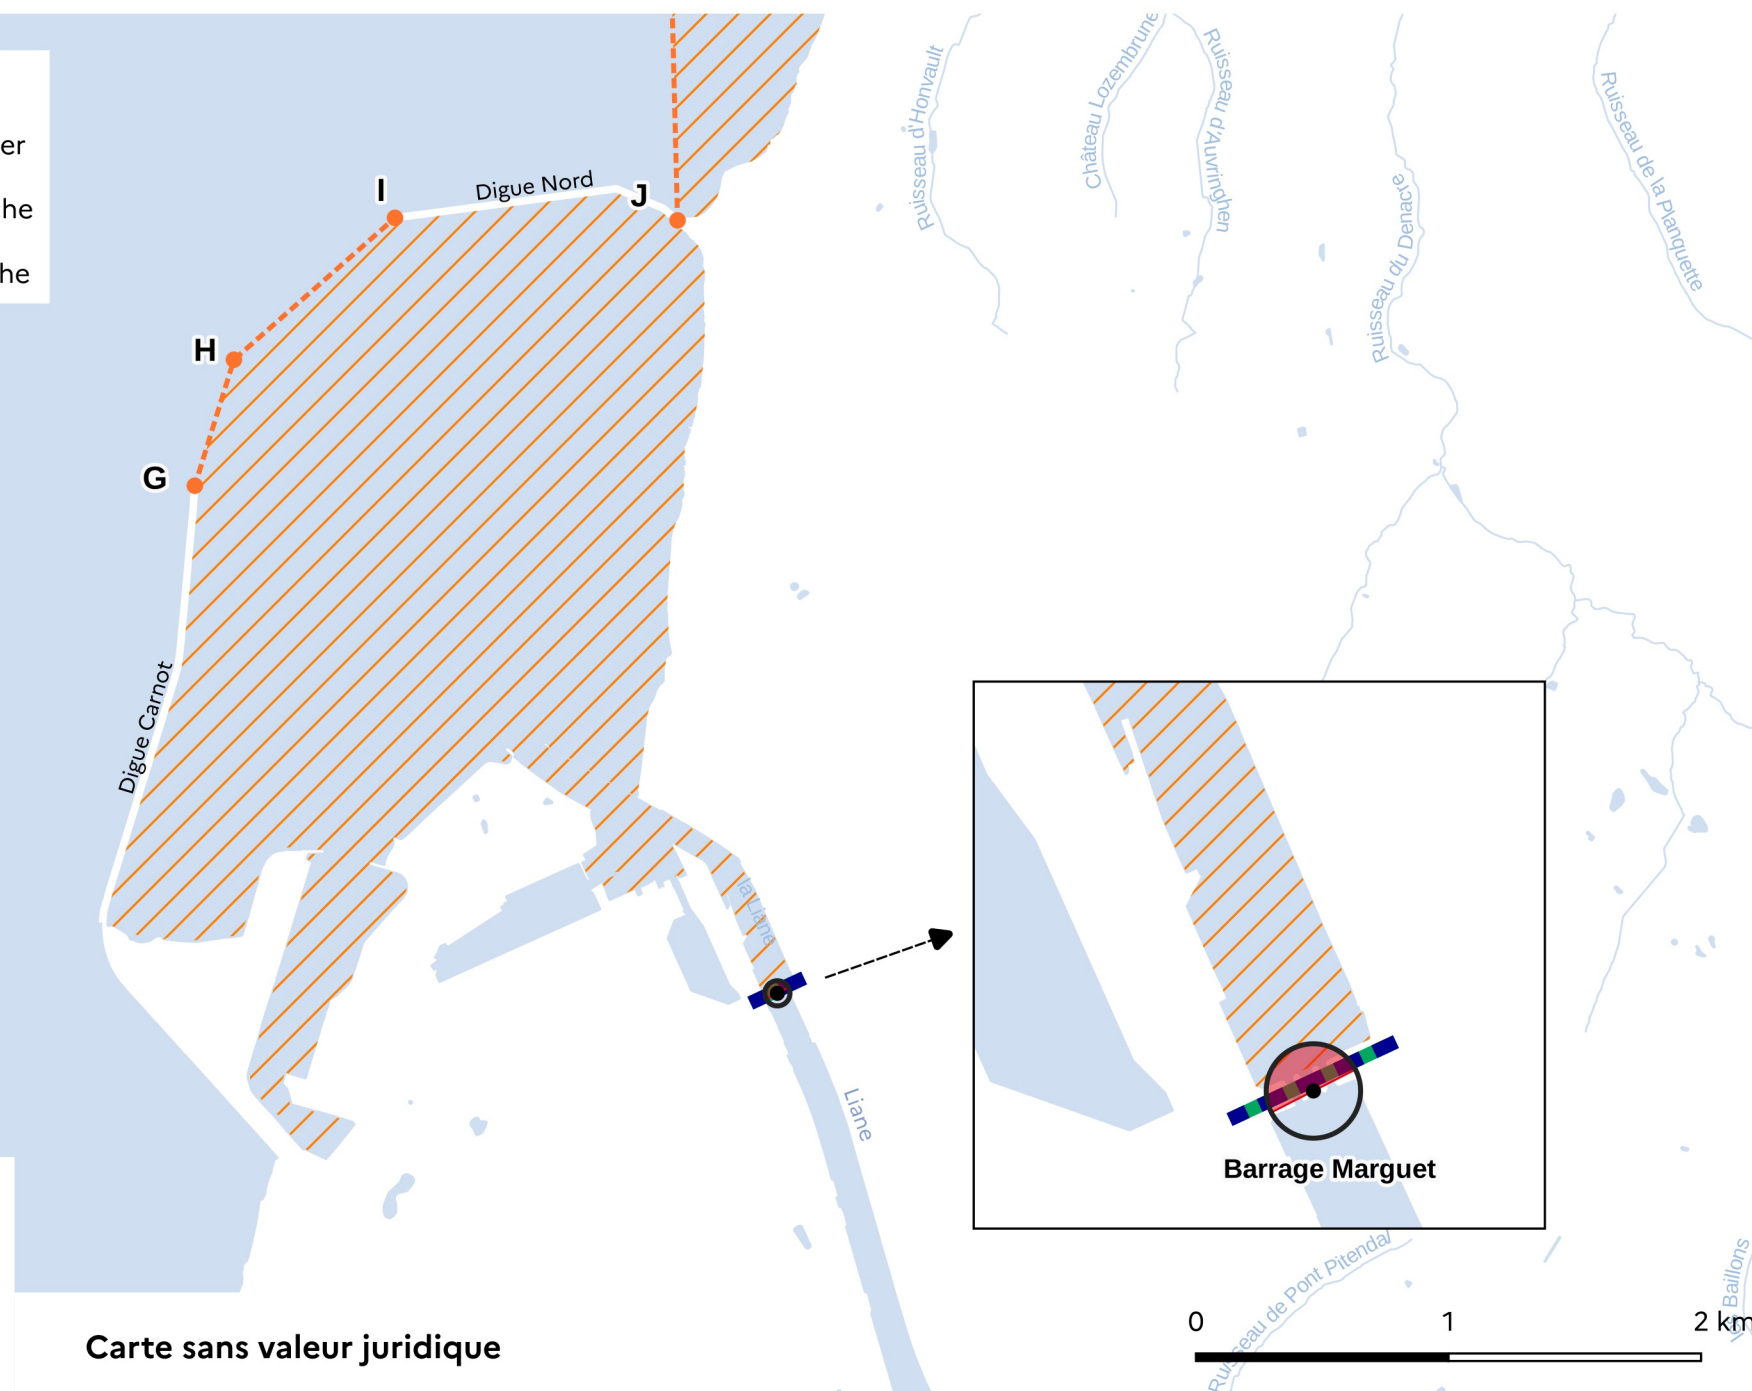 er
he
he
Ruisseau d'Honvault
Château Lozembrune
Ruisseau d'Auvringhen
Ruisseau du Denacre
Ruisseau de la Planquette
I
Digue Nord
J
H
G
Digue Carnot
la Liane
Liane
Barrage Marguet
Ruisseau de Pont Pitendal
Baillons
0 1 2 km
Carte sans valeur juridique